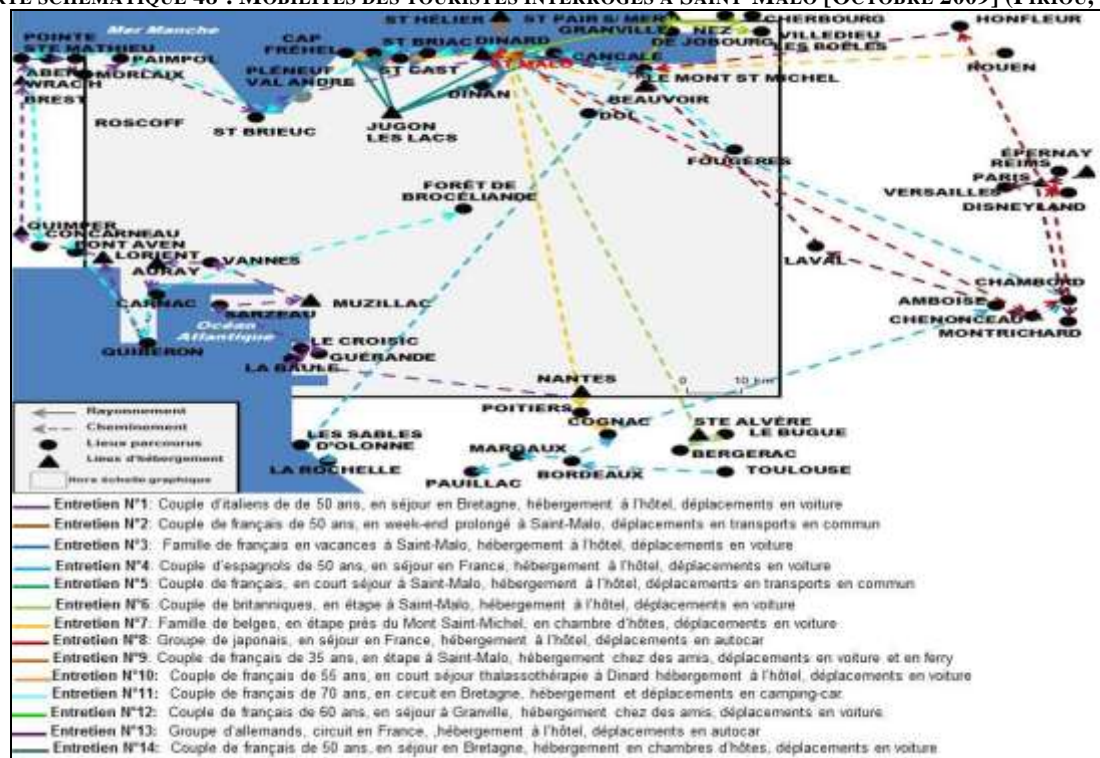 CARTE SCHÉMATIQUE 48 : MOBILITÉS DES TOURISTES INTERROGÉS À SAINT-MALO [OCTOBRE 2009] (PIRIOU,
Mer Manche
ST HÉLIER
ST PAIR S/ MER
CHERBOURG
HONFLEUR
POINTE
STE MATHIEU
PAIMPOL
CAP
FRÉHEL
ST BRIAC
DINARD
GRANVILLE
NEZ
DE JOBOURG
VILLEDIEU
LES BOËLES
ST MALO
CANCALE
ROUEN
ABER
WRACH
MORLAIX
PLÉNEUF
VAL ANDRE
ST CAST
LE MONT ST MICHEL
BREST
DINAN
BEAUVOIR
ROSCOFF
ST BRIEUC
JUGON
LES LACS
DOL
FOUGÈRES
ÉPERNAY
REIMS
PARIS
VERSAILLES
DISNEYLAND
FORÊT DE
BROCÉLIANDE
QUIMPER
CONCARNEAU
PONT AVEN
LORIENT
AURAY
VANNES
LAVAL
CHAMBORD
CARNAC
SARZEAU
MUZILLAC
AMBOISE
CHENONCEAU
MONTRICHARD
Océan
Atlantique
QUIBERON
LE CROISIC
GUÉRANDE
LA BAULE
NANTES
0 10 km
POITIERS
Rayonnement
Cheminement
Lieux parcourus
Lieux d'hébergement
Hors échelle graphique
COGNAC
STE ALVÈRE
LE BUGUE
LES SABLES
D'OLONNE
MARGAUX
BERGERAC
LA ROCHELLE
PAUILLAC
BORDEAUX
TOULOUSE
Entretien N°1: Couple d'italiens de de 50 ans, en séjour en Bretagne, hébergement à l'hôtel, déplacements en voiture
Entretien N°2: Couple de français de 50 ans, en week-end prolongé à Saint-Malo, déplacements en transports en commun
Entretien N°3: Famille de français en vacances à Saint-Malo, hébergement à l'hôtel, déplacements en voiture
Entretien N°4: Couple d'espagnols de 50 ans, en séjour en France, hébergement à l'hôtel, déplacements en voiture
Entretien N°5: Couple de français, en court séjour à Saint-Malo, hébergement à l'hôtel, déplacements en transports en commun
Entretien N°6: Couple de britanniques, en étape à Saint-Malo, hébergement à l'hôtel, déplacements en voiture
Entretien N°7: Famille de belges, en étape près du Mont Saint-Michel, en chambre d'hôtes, déplacements en voiture
Entretien N°8: Groupe de japonais, en séjour en France, hébergement à l'hôtel, déplacements en autocar
Entretien N°9: Couple de français de 35 ans, en étape à Saint-Malo, hébergement chez des amis, déplacements en voiture et en ferry
Entretien N°10: Couple de français de 55 ans, en court séjour thalassothérapie à Dinard hébergement à l'hôtel, déplacements en voiture
Entretien N°11: Couple de français de 70 ans, en circuit en Bretagne, hébergement et déplacements en camping-car
Entretien N°12: Couple de français de 60 ans, en séjour à Granville, hébergement chez des amis, déplacements en voiture.
Entretien N°13: Groupe d'allemands, circuit en France, ,hébergement à l'hôtel, déplacements en autocar
Entretien N°14: Couple de français de 50 ans, en séjour en Bretagne, hébergement en chambres d'hôtes, déplacements en voiture